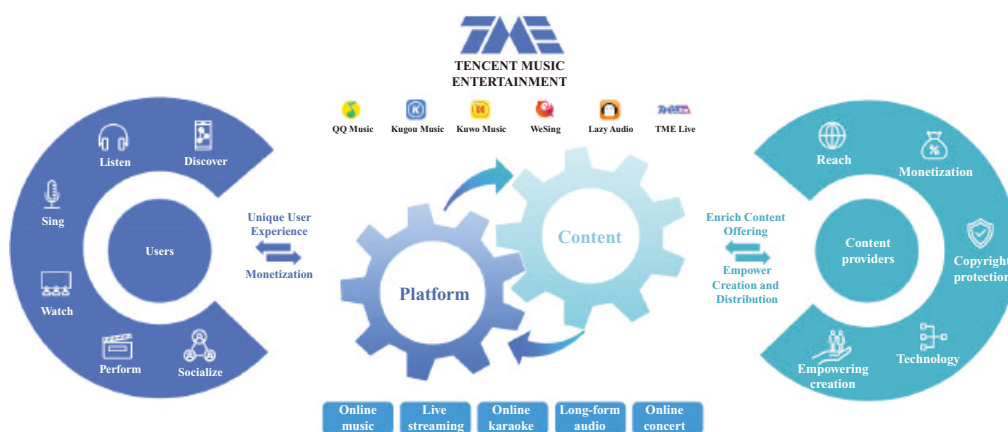 TME
TENCENT MUSIC
ENTERTAINMENT
QQ Music
Kugou Music
Kuwo Music
WeSing
Lazy Audio
TME Live
Discover
Listen
Sing
Watch
Perform
Socialize
Users
Unique User
Experience
Monetization
Platform
Content
Enrich Content
Offering
Empower
Creation and
Distribution
Content
providers
Reach
Monetization
Copyright
protection
Technology
Empowering
creation
Online
music
Live
streaming
Online
karaoke
Long-form
audio
Online
concert